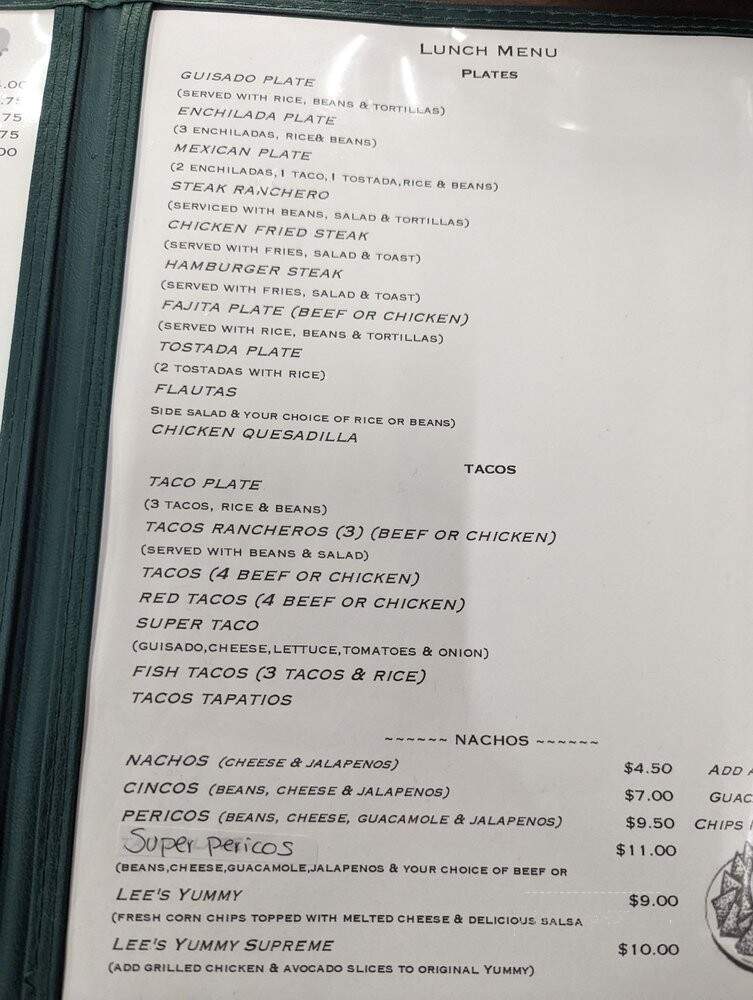 LUNCH MENU
PLATES
GUISADO PLATE
(SERVED WITH RICE, BEANS & TORTILLAS)
ENCHILADA PLATE
(3 ENCHILADAS, RICE& BEANS)
MEXICAN PLATE
(2 ENCHILADAS,1 TACO,1 TOSTADA,RICE & BEANS)
STEAK RANCHERO
(SERVICED WITH BEANS, SALAD & TORTILLAS)
CHICKEN FRIED STEAK
(SERVED WITH FRIES, SALAD & TOAST)
HAMBURGER STEAK
(SERVED WITH FRIES, SALAD & TOAST)
FAJITA PLATE (BEEF OR CHICKEN)
(SERVED WITH RICE, BEANS & TORTILLAS)
TOSTADA PLATE
(2 TOSTADAS WITH RICE)
FLAUTAS
SIDE SALAD & YOUR CHOICE OF RICE OR BEANS)
CHICKEN QUESADILLA
TACOS
TACO PLATE
(3 TACOS, RICE & BEANS)
TACOS RANCHEROS (3) (BEEF OR CHICKEN)
(SERVED WITH BEANS & SALAD)
TACOS (4 BEEF OR CHICKEN)
RED TACOS (4 BEEF OR CHICKEN)
SUPER TACO
(GUISADO,CHEESE,LETTUCE,TOMATOES & ONION)
FISH TACOS (3 TACOS & RICE)
TACOS TAPATIOS
~~~~~~ NACHOS ~~~~~~
NACHOS (CHEESE & JALAPENOS) $4.50 ADD
CINCOS (BEANS, CHEESE & JALAPENOS) $7.00 GUAC
PERICOS (BEANS, CHEESE, GUACAMOLE & JALAPENOS) $9.50 CHIPS
Super pericos $11.00
(BEANS,CHEESE,GUACAMOLE,JALAPENOS & YOUR CHOICE OF BEEF OR
LEE'S YUMMY $9.00
(FRESH CORN CHIPS TOPPED WITH MELTED CHEESE & DELICIOUS SALSA
LEE'S YUMMY SUPREME $10.00
(ADD GRILLED CHICKEN & AVOCADO SLICES TO ORIGINAL YUMMY)